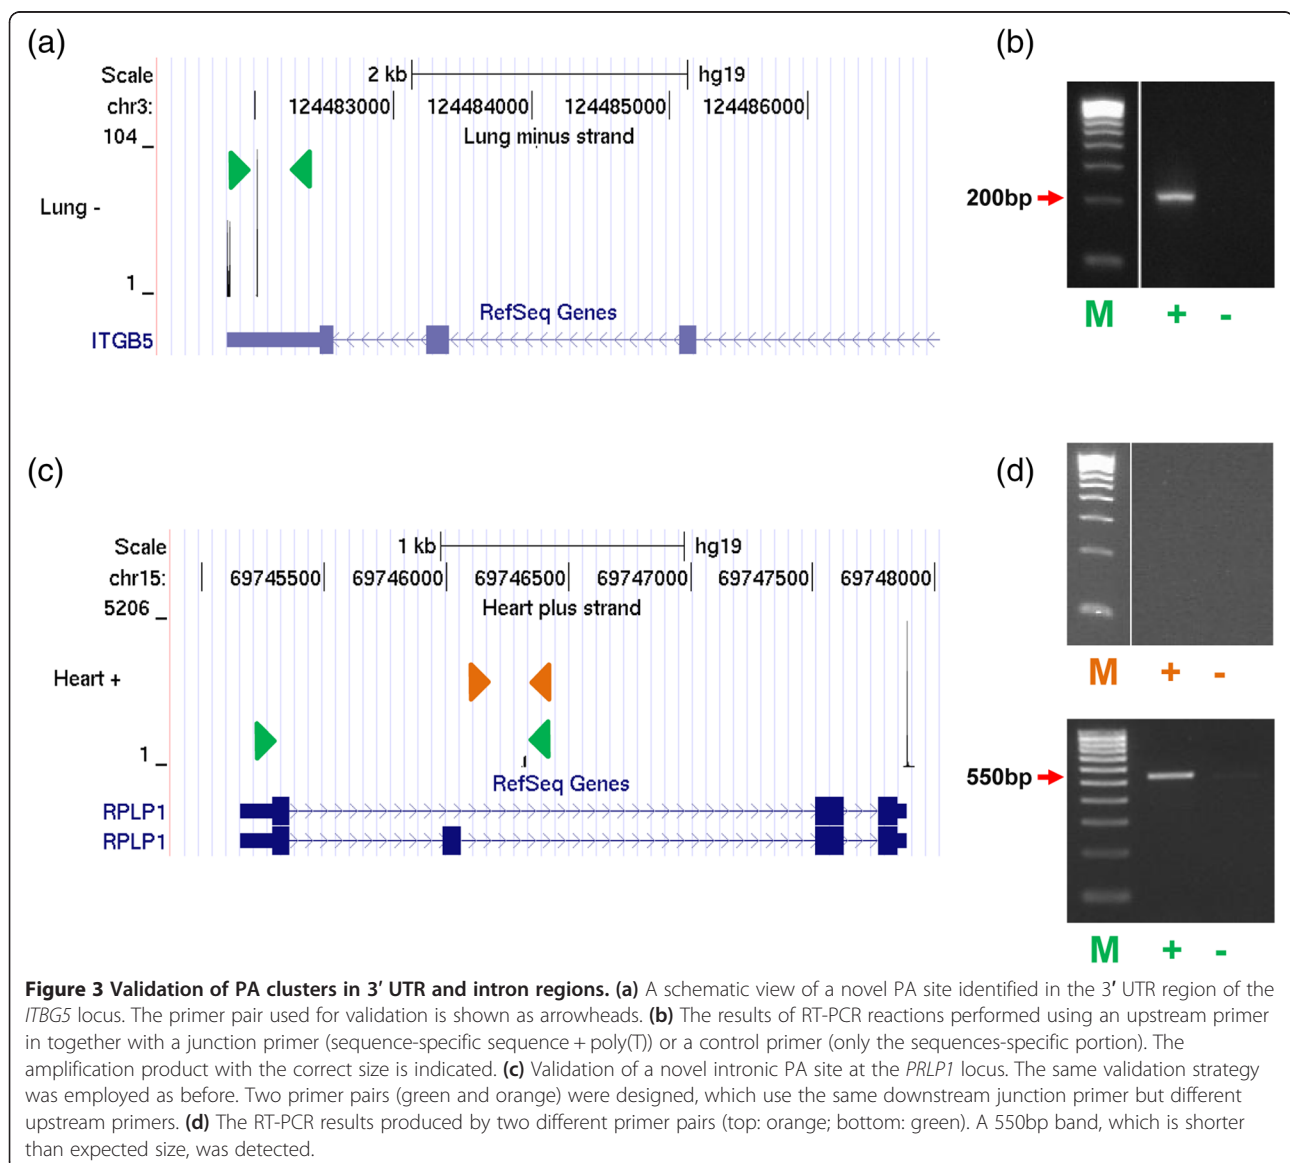 (a)
Scale 2 kb hg19
chr3: 124483000 124484000 124485000 124486000
104 Lung minus strand
Lung -
1
RefSeq Genes
ITGB5
(b)
200bp
M + -
(c)
Scale 1 kb hg19
chr15: 69745500 69746000 69746500 69747000 69747500 69748000
5206 Heart plus strand
Heart +
1
RefSeq Genes
RPLP1
RPLP1
(d)
M + -
550bp
M + -
Figure 3 Validation of PA clusters in 3′ UTR and intron regions. (a) A schematic view of a novel PA site identified in the 3′ UTR region of the
ITBG5 locus. The primer pair used for validation is shown as arrowheads. (b) The results of RT-PCR reactions performed using an upstream primer
in together with a junction primer (sequence-specific sequence + poly(T)) or a control primer (only the sequences-specific portion). The
amplification product with the correct size is indicated. (c) Validation of a novel intronic PA site at the PRLP1 locus. The same validation strategy
was employed as before. Two primer pairs (green and orange) were designed, which use the same downstream junction primer but different
upstream primers. (d) The RT-PCR results produced by two different primer pairs (top: orange; bottom: green). A 550bp band, which is shorter
than expected size, was detected.